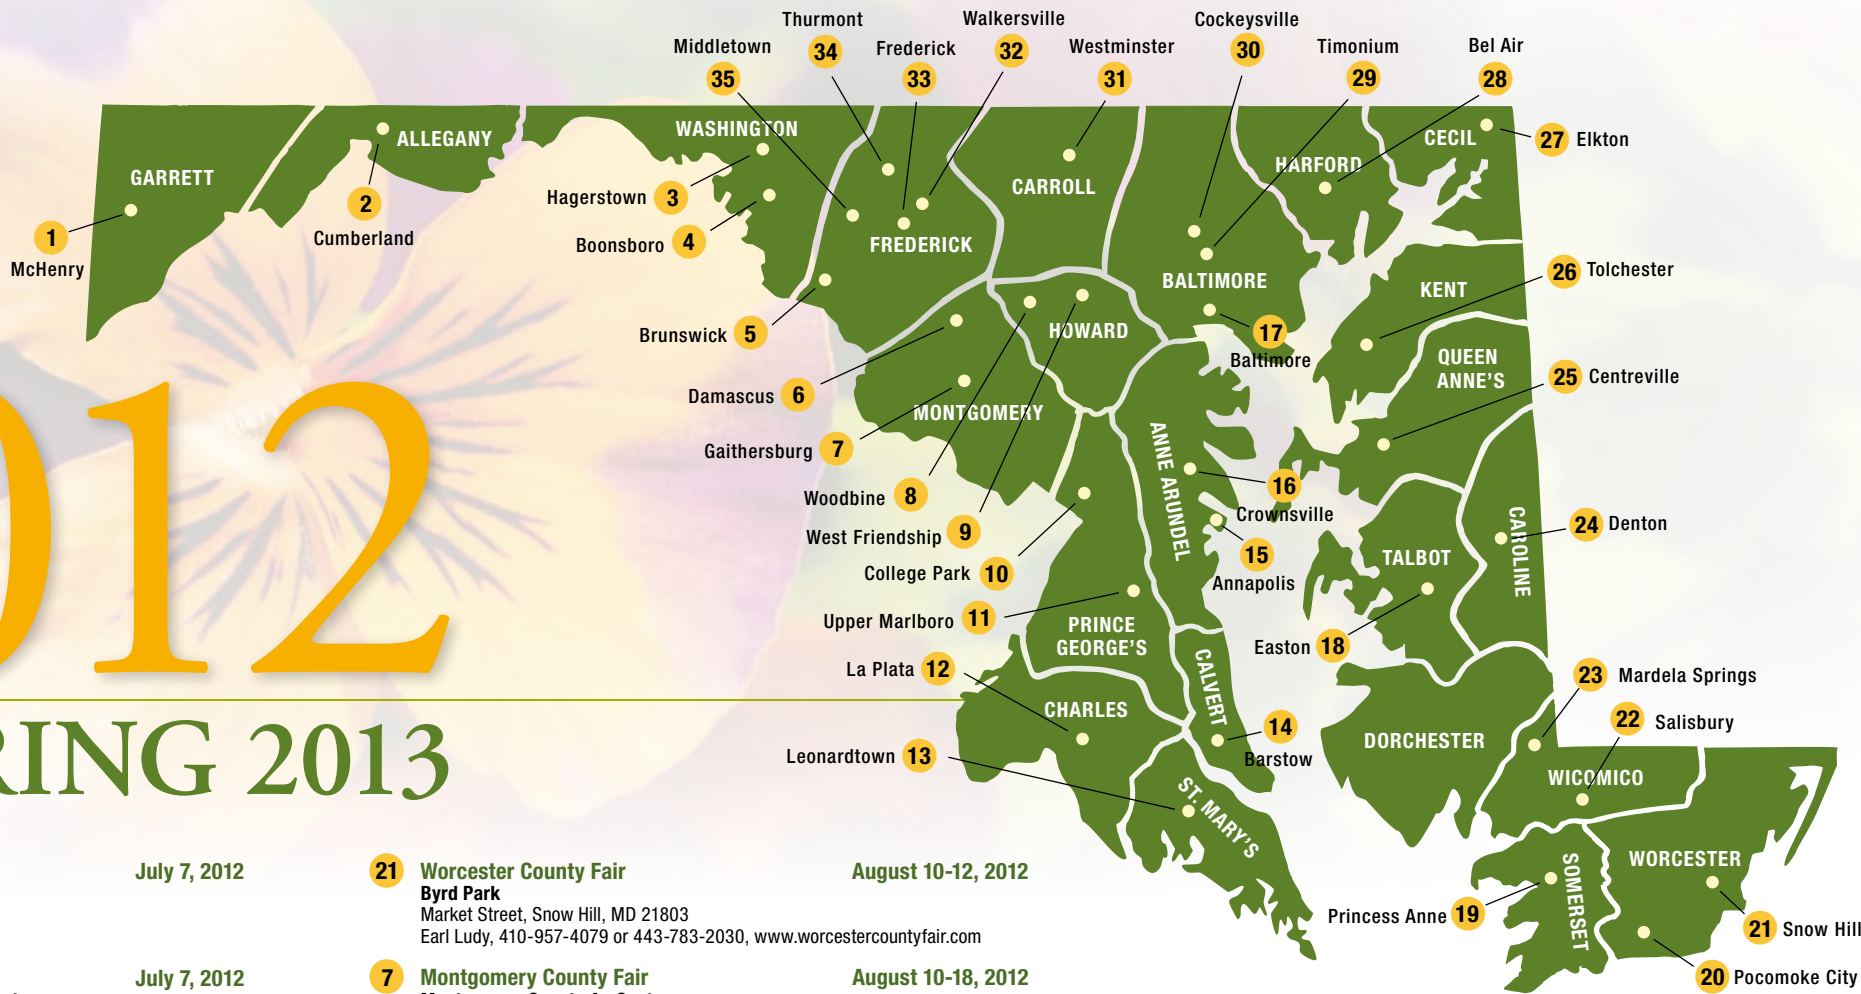 Thurmont
34
Walkersville
32
Cockeysville
30
Middletown
35
Frederick
33
Westminster
31
Timonium
29
Bel Air
28
GARRETT
ALLEGANY
WASHINGTON
FREDERICK
CARROLL
BALTIMORE
HARFORD
CECIL
27 Elkton
1
McHenry
2
Cumberland
Hagerstown 3
Boonsboro 4
Brunswick 5
Damascus 6
Gaithersburg 7
Woodbine 8
West Friendship 9
College Park 10
Upper Marlboro 11
La Plata 12
Leonardtown 13
HOWARD
MONTGOMERY
ANNE ARUNDEL
PRINCE
GEORGE'S
CHARLES
CALVERT
ST. MARY'S
17
Baltimore
16
Crownsville
15
Annapolis
14
Barstow
KENT
26 Tolchester
QUEEN
ANNE'S
25 Centreville
CAROLINE
24 Denton
TALBOT
Easton 18
DORCHESTER
23 Mardela Springs
22 Salisbury
WICOMICO
WORCESTER
SOMERSET
Princess Anne 19
21 Snow Hill
20 Pocomoke City
012
RING 2013
July 7, 2012
21 Worcester County Fair August 10-12, 2012
Byrd Park
Market Street, Snow Hill, MD 21803
Earl Ludy, 410-957-4079 or 443-783-2030, www.worcestercountyfair.com
July 7, 2012
7 Montgomery County Fair August 10-18, 2012